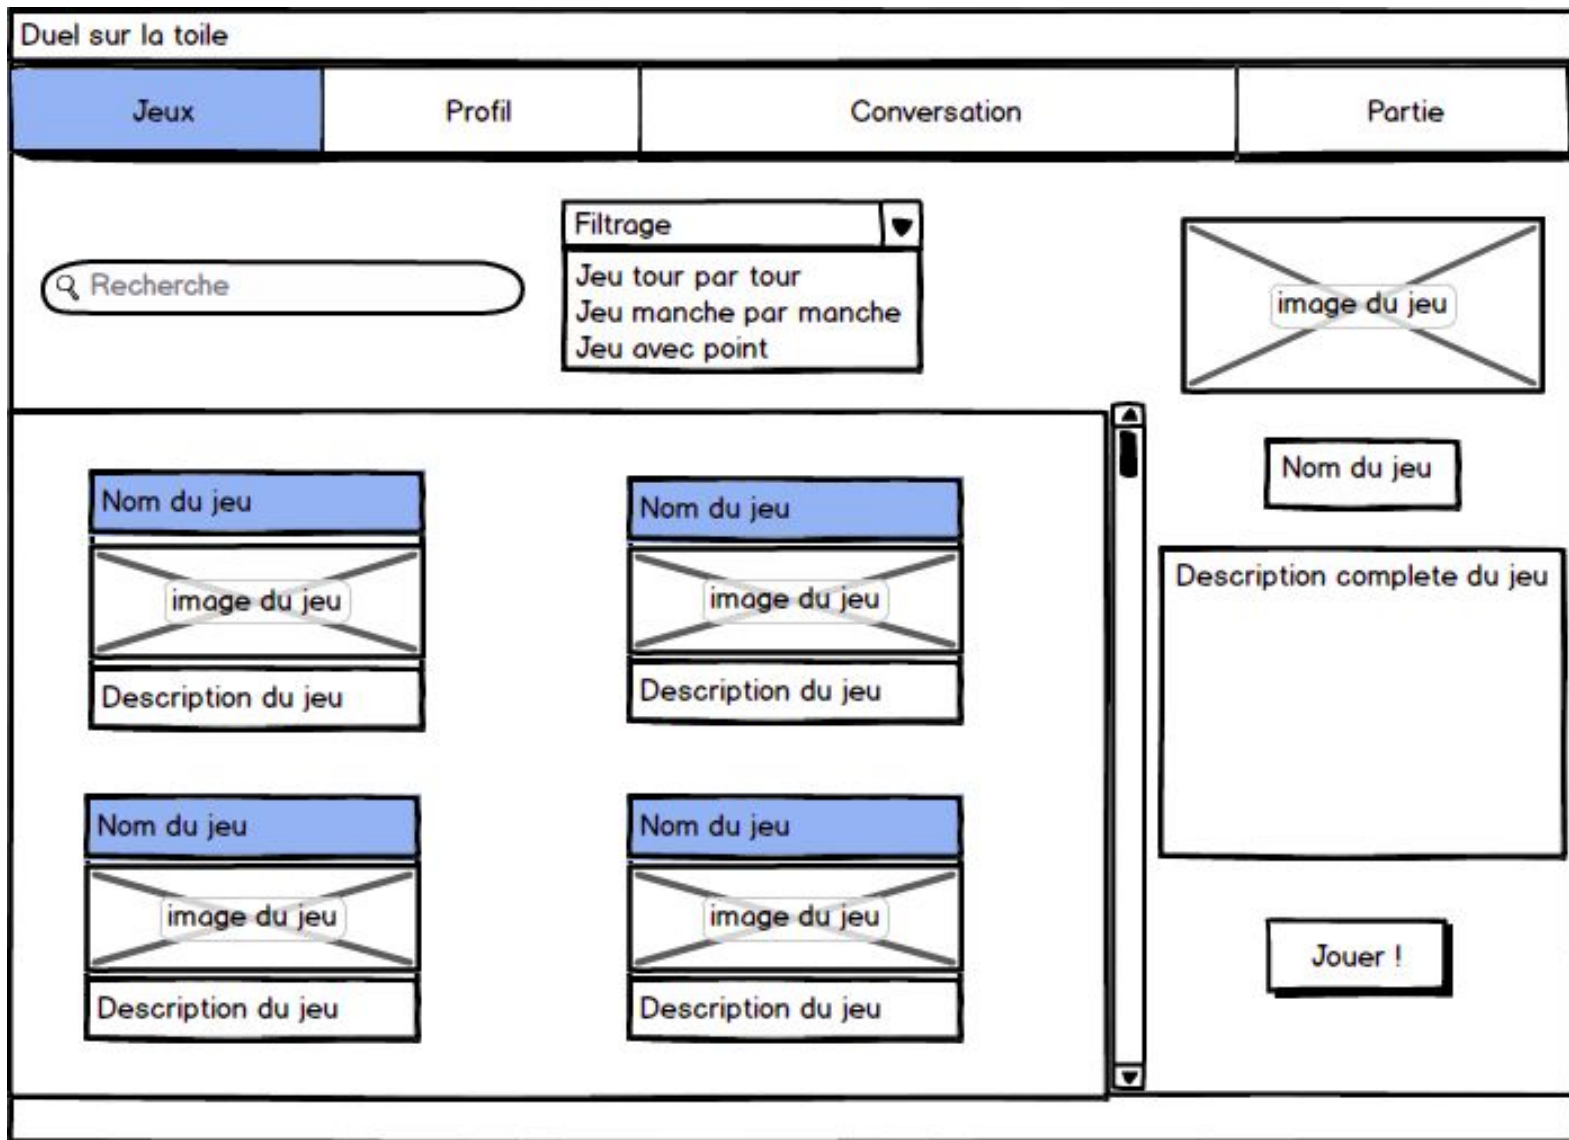 Duel sur la toile
Jeux
Profil
Conversation
Partie
Recherche
Filtrage
Jeu tour par tour
Jeu manche par manche
Jeu avec point
image du jeu
Nom du jeu
Description complete du jeu
Jouer !
Nom du jeu
image du jeu
Description du jeu
Nom du jeu
image du jeu
Description du jeu
Nom du jeu
image du jeu
Description du jeu
Nom du jeu
image du jeu
Description du jeu